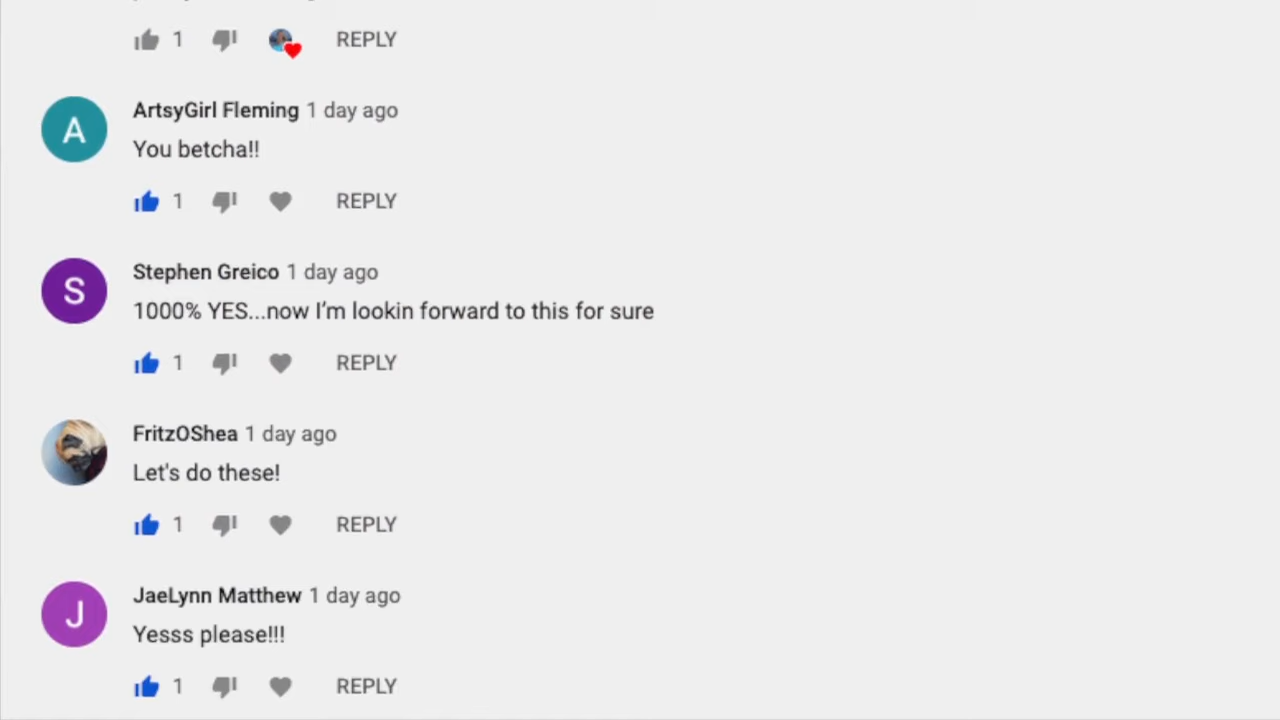 1 REPLY
A
ArtsyGirl Fleming 1 day ago
You betcha!!
1 REPLY
S
Stephen Greico 1 day ago
1000% YES...now I’m lookin forward to this for sure
1 REPLY
FritzOShea 1 day ago
Let's do these!
1 REPLY
J
JaeLynn Matthew 1 day ago
Yesss please!!!
1 REPLY